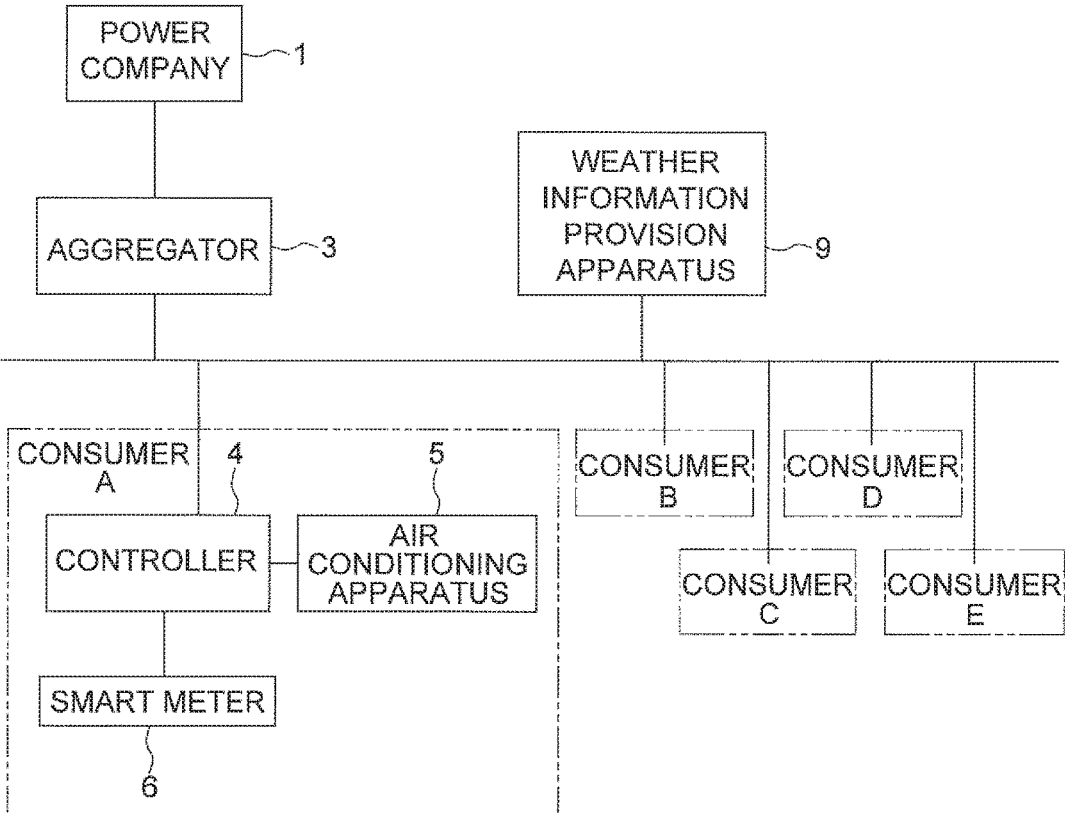 POWER
COMPANY
1
AGGREGATOR
3
WEATHER
INFORMATION
PROVISION
APPARATUS
9
CONSUMER
A
4
CONTROLLER
5
AIR
CONDITIONING
APPARATUS
SMART METER
6
CONSUMER
B
CONSUMER
D
CONSUMER
C
CONSUMER
E